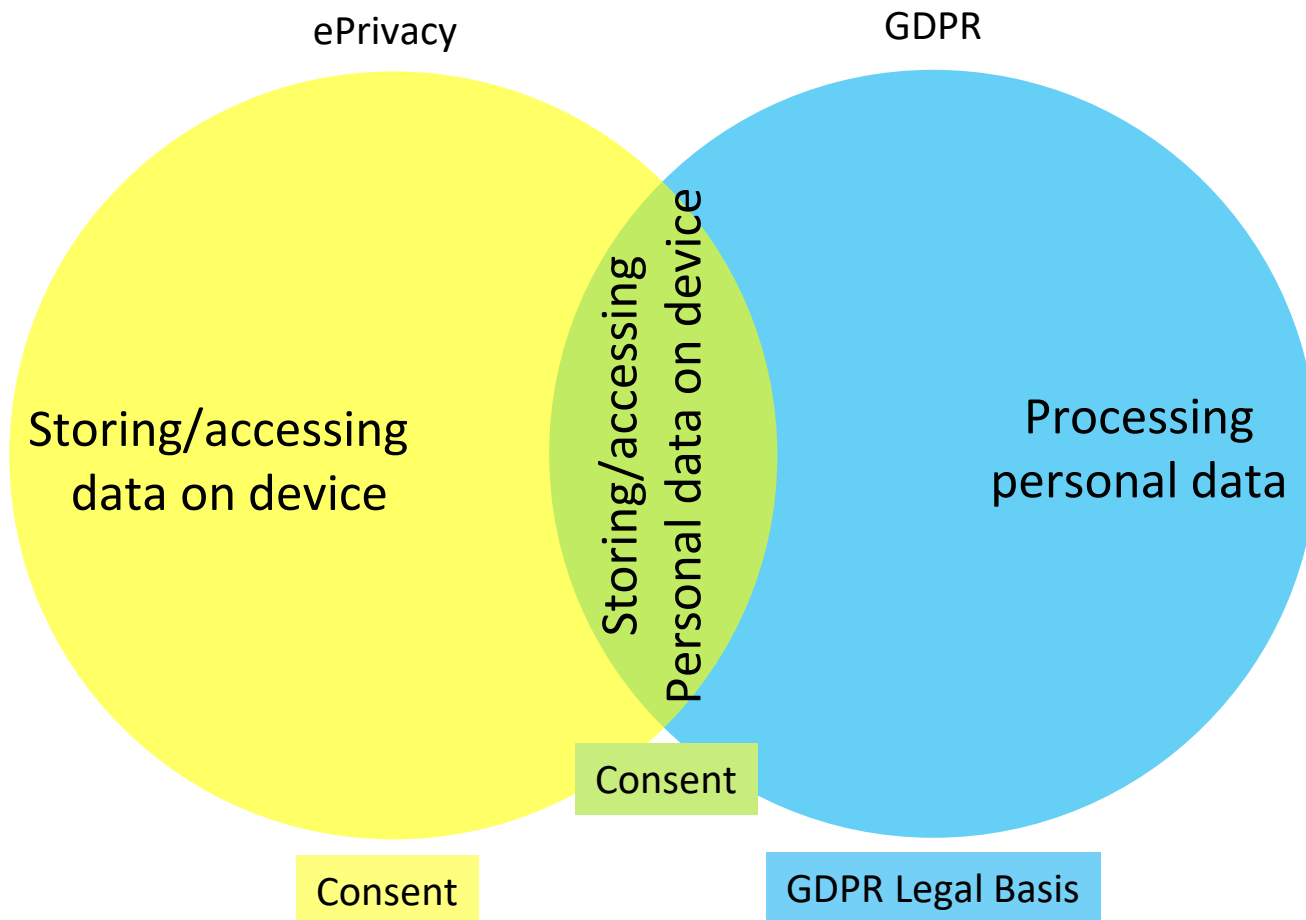 ePrivacy
GDPR
Storing/accessing
data on device
Storing/accessing
Personal data on device
Processing
personal data
Consent
Consent
GDPR Legal Basis